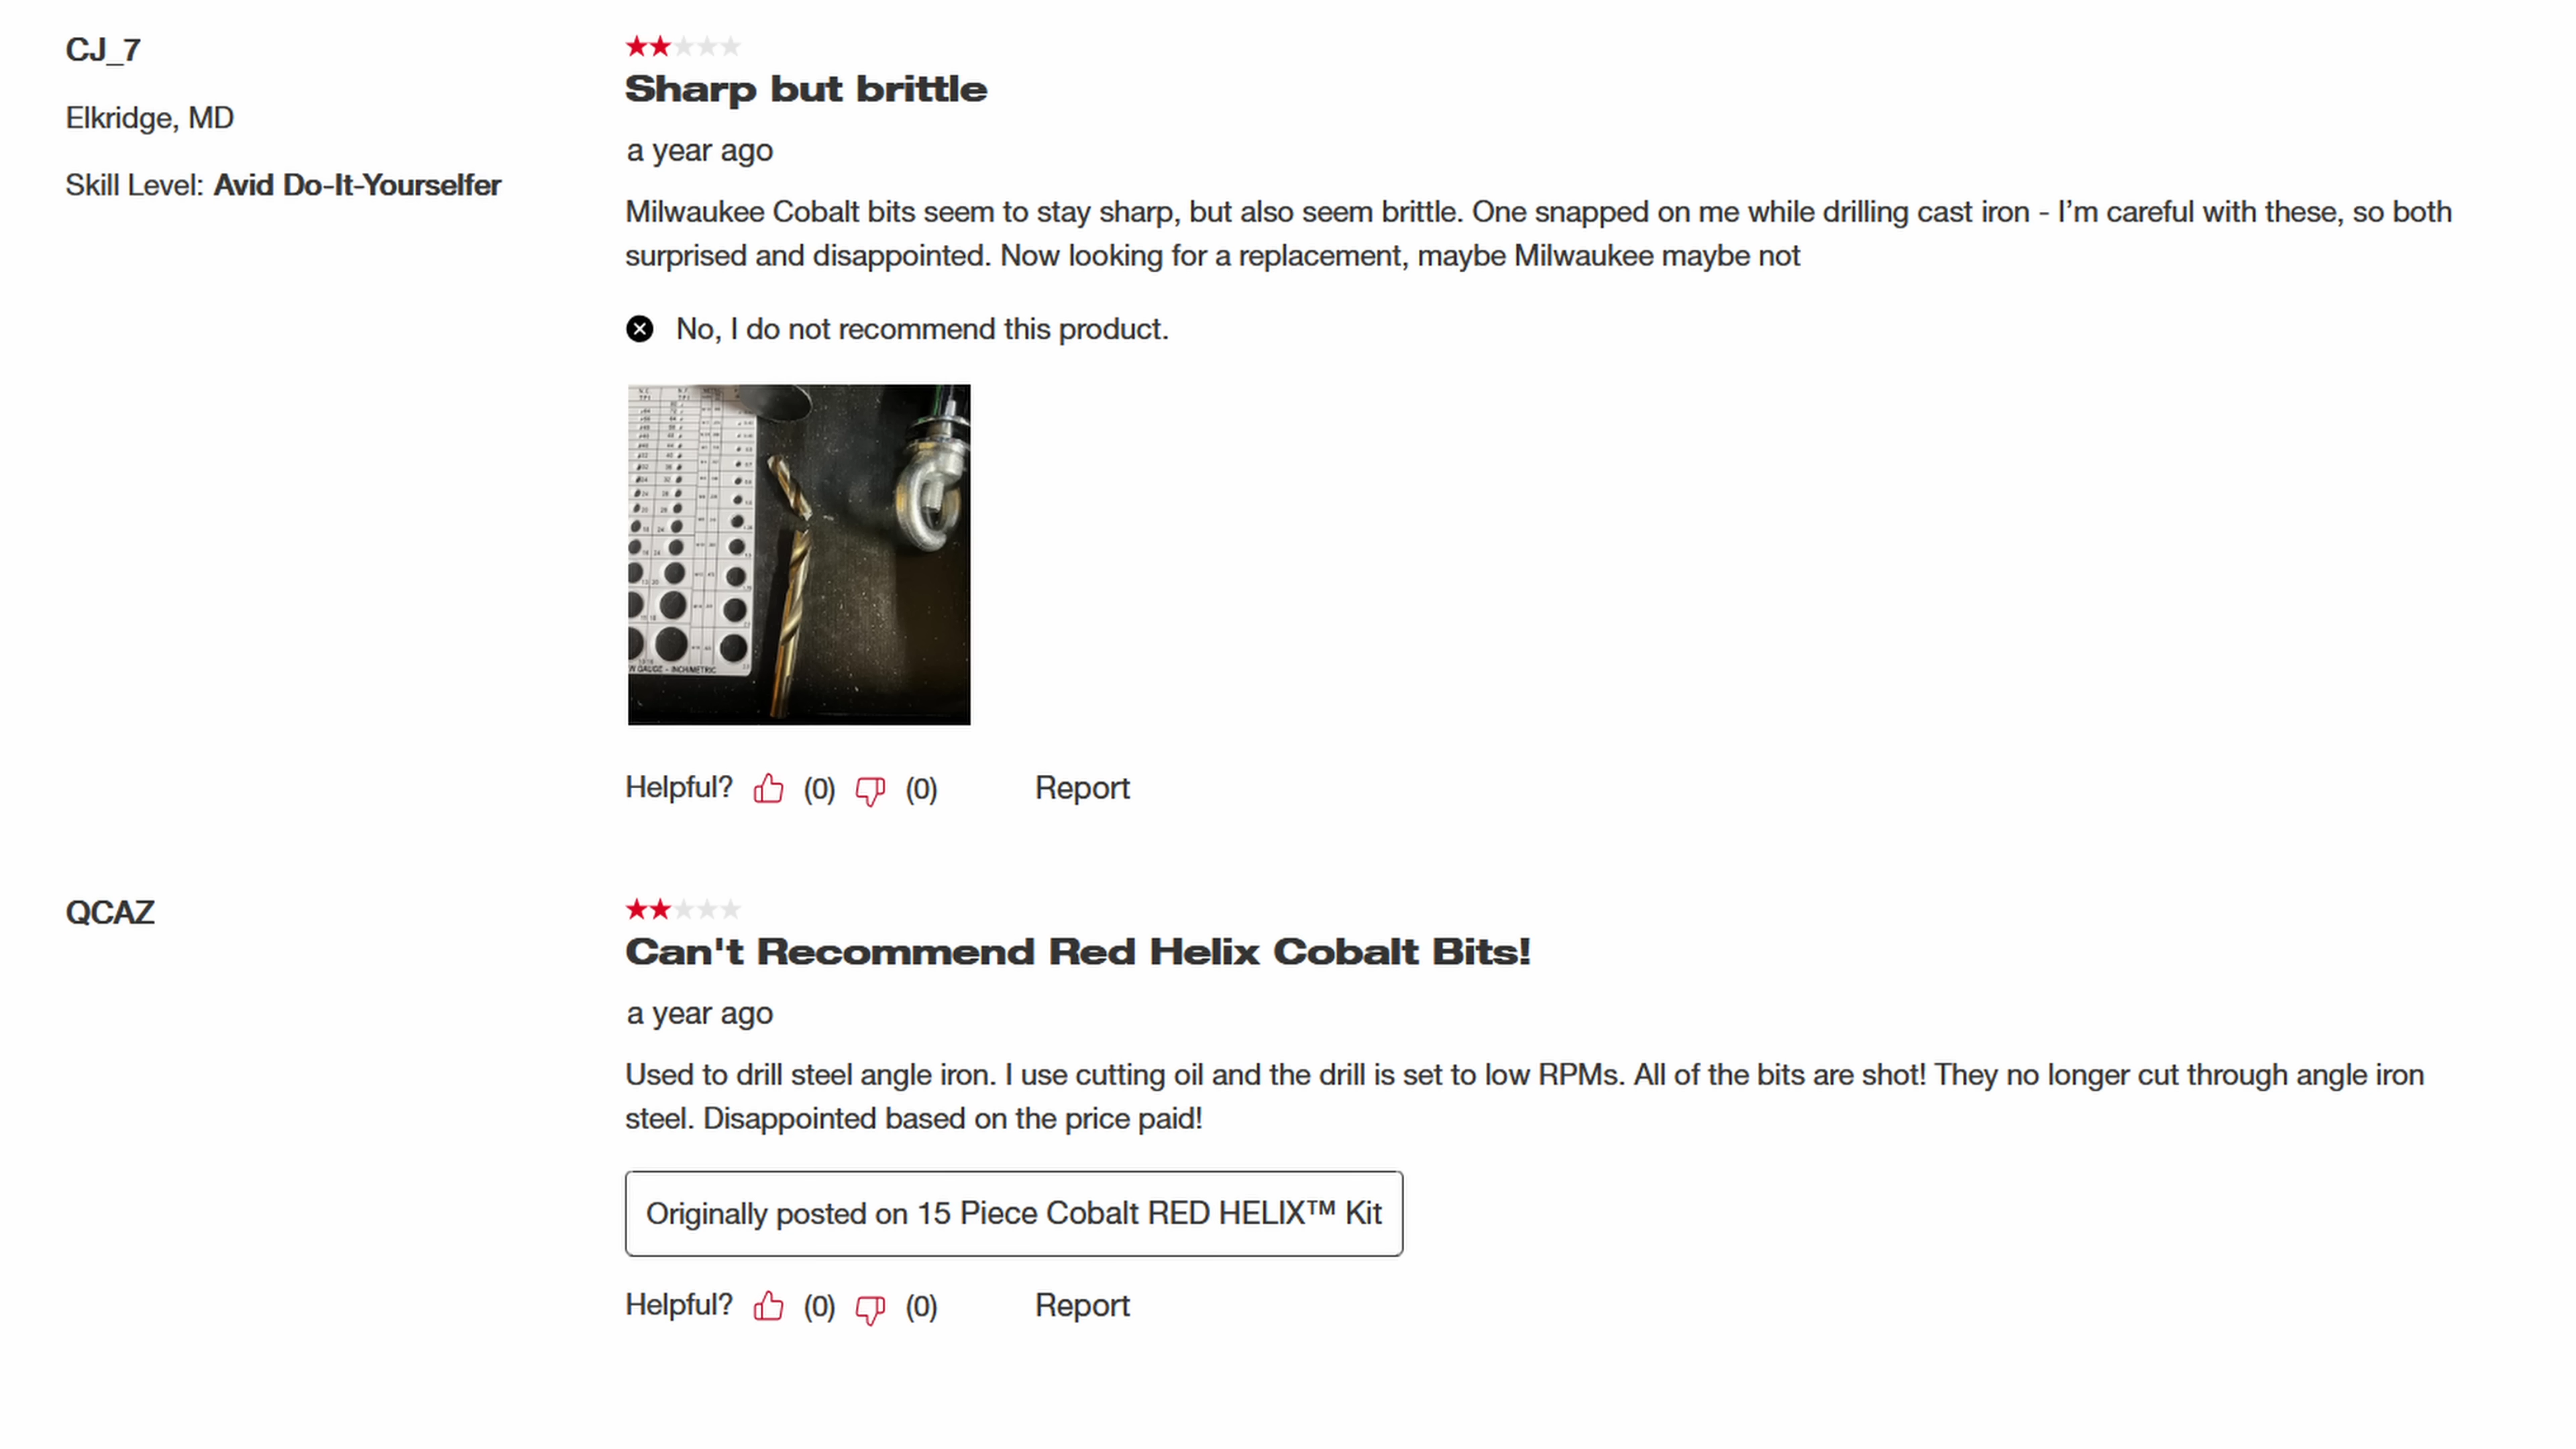 CJ_7
Elkridge, MD
Skill Level: Avid Do-It-Yourselfer
Sharp but brittle
a year ago
Milwaukee Cobalt bits seem to stay sharp, but also seem brittle. One snapped on me while drilling cast iron - I’m careful with these, so both
surprised and disappointed. Now looking for a replacement, maybe Milwaukee maybe not
No, I do not recommend this product.
GAUGE - INCH/METRIC
Helpful? (0) (0) Report
QCAZ
Can't Recommend Red Helix Cobalt Bits!
a year ago
Used to drill steel angle iron. I use cutting oil and the drill is set to low RPMs. All of the bits are shot! They no longer cut through angle iron
steel. Disappointed based on the price paid!
Originally posted on 15 Piece Cobalt RED HELIX™ Kit
Helpful? (0) (0) Report